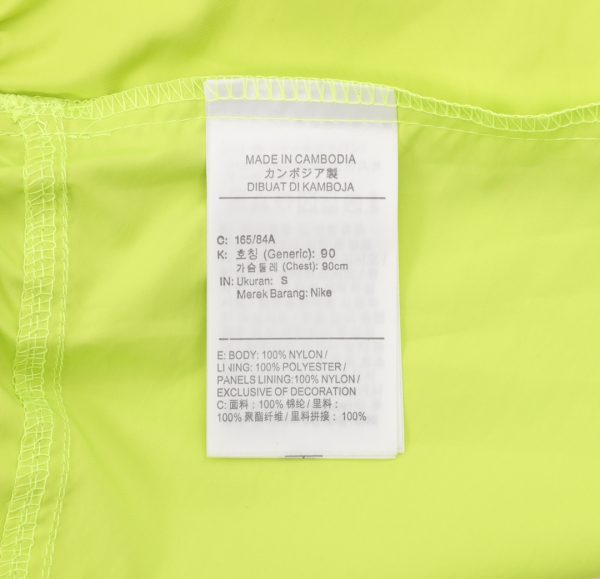 MADE IN CAMBODIA
カンボジア製
DIBUAT DI KAMBOJA
C: 165/84A
K: 호칭 (Generic): 90
가슴둘레 (Chest): 90cm
IN: Ukuran: S
Merek Barang: Nike
E: BODY: 100% NYLON /
LINING: 100% POLYESTER /
PANELS LINING:100% NYLON /
EXCLUSIVE OF DECORATION
C: 面料 : 100% 锦纶 / 里料 :
100% 聚酯纤维 / 里料拼接 : 100%